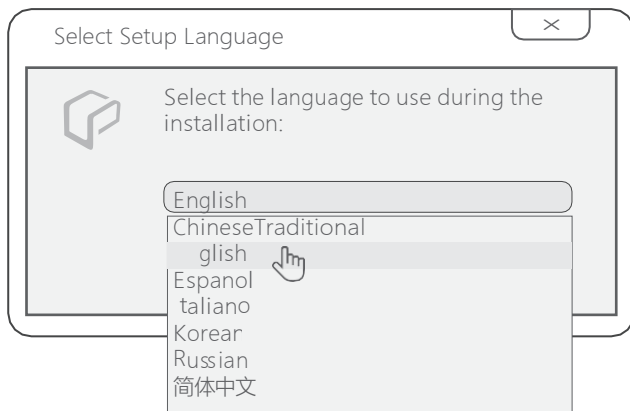 Select Setup Language
Select the language to use during the
installation:
English
ChineseTraditional
glish
Espanol
taliano
Korear
Russian
简体中文